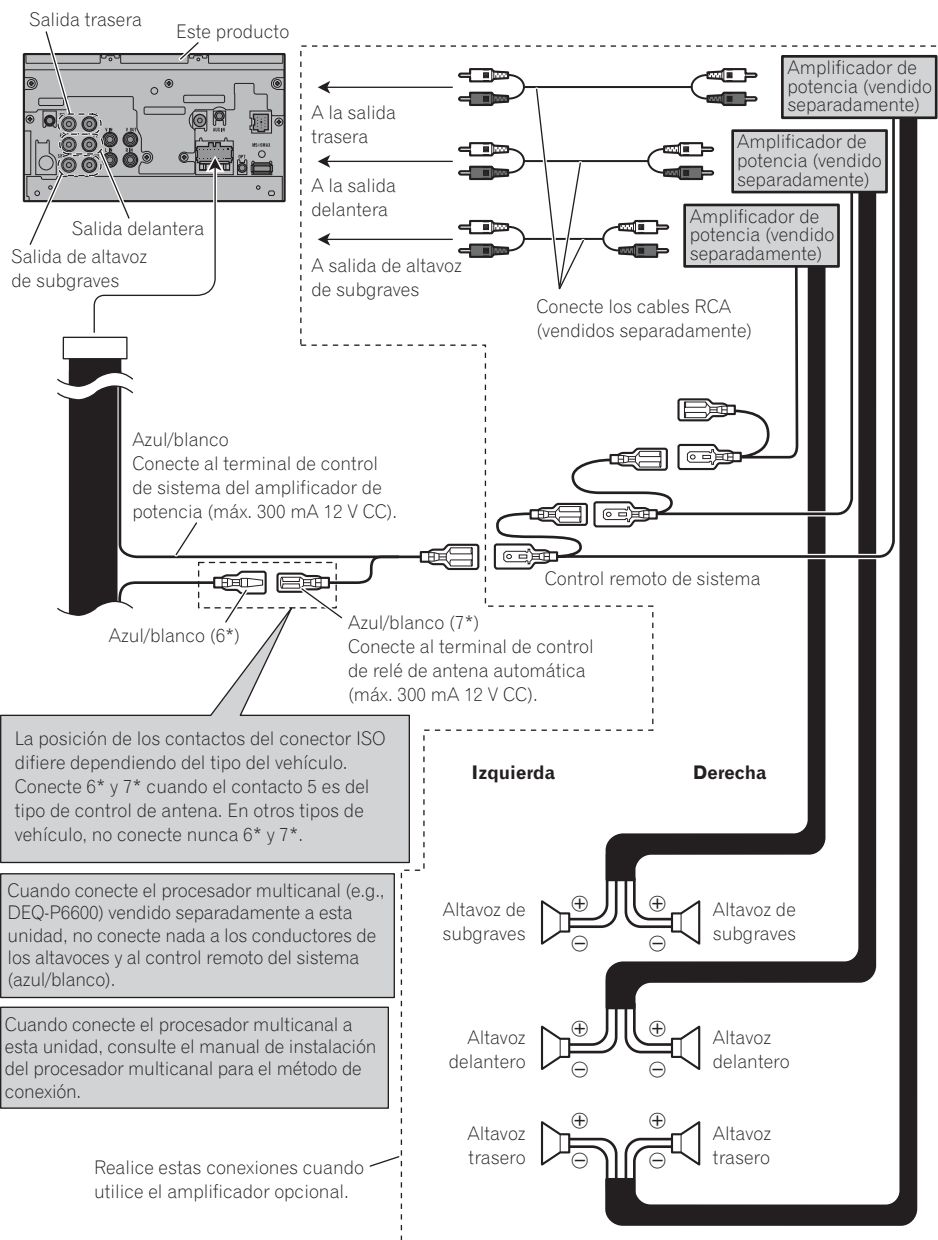 Salida trasera
Este producto
Salida delantera
Salida de altavoz
de subgraves
A la salida
trasera
A la salida
delantera
A salida de altavoz
de subgraves
Conecte los cables RCA
(vendidos separadamente)
Amplificador de
potencia (vendido
separadamente)
Amplificador de
potencia (vendido
separadamente)
Amplificador de
potencia (vendido
separadamente)
Azul/blanco
Conecte al terminal de control
de sistema del amplificador de
potencia (máx. 300 mA 12 V CC).
Control remoto de sistema
Azul/blanco (6*)
Azul/blanco (7*)
Conecte al terminal de control
de relé de antena automática
(máx. 300 mA 12 V CC).
La posición de los contactos del conector ISO
difiere dependiendo del tipo del vehículo.
Conecte 6* y 7* cuando el contacto 5 es del
tipo de control de antena. En otros tipos de
vehículo, no conecte nunca 6* y 7*.
Cuando conecte el procesador multicanal (e.g.,
DEQ-P6600) vendido separadamente a esta
unidad, no conecte nada a los conductores de
los altavoces y al control remoto del sistema
(azul/blanco).
Cuando conecte el procesador multicanal a
esta unidad, consulte el manual de instalación
del procesador multicanal para el método de
conexión.
Realice estas conexiones cuando
utilice el amplificador opcional.
Izquierda
Derecha
Altavoz de
subgraves
⊕ ⊕
⊖ ⊖
Altavoz de
subgraves
Altavoz
delantero
⊕ ⊕
⊖ ⊖
Altavoz
delantero
Altavoz
trasero
⊕ ⊕
⊖ ⊖
Altavoz
trasero